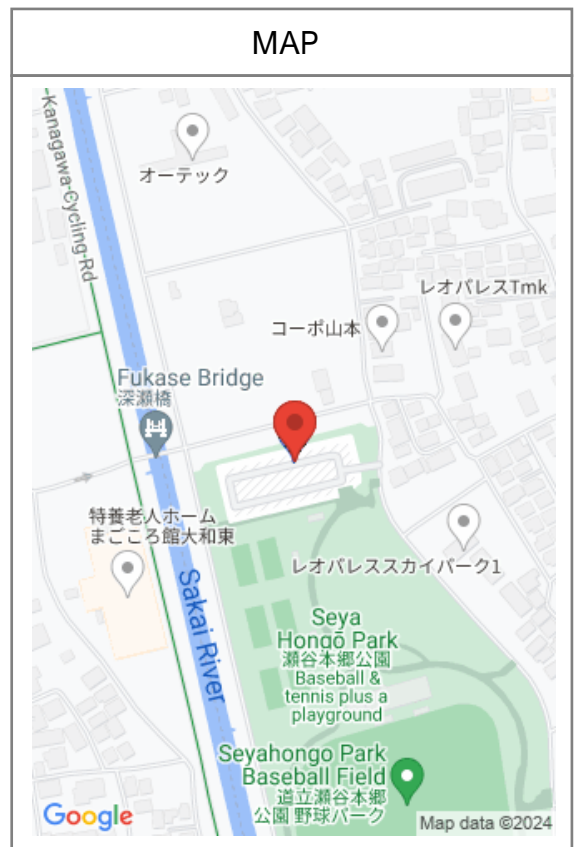 MAP
Kanagawa Cycling Rd
オーテック
レオパレスTmk
コーポ山本
Fukase Bridge
深瀬橋
特養老人ホーム
まごころ館大和東
レオパレススカイパーク1
Sakai River
Seya
Hongō Park
瀬谷本郷公園
Baseball &
tennis plus a
playground
Seyahongo Park
Baseball Field
道立瀬谷本郷
公園 野球パーク
Google
Map data ©2024